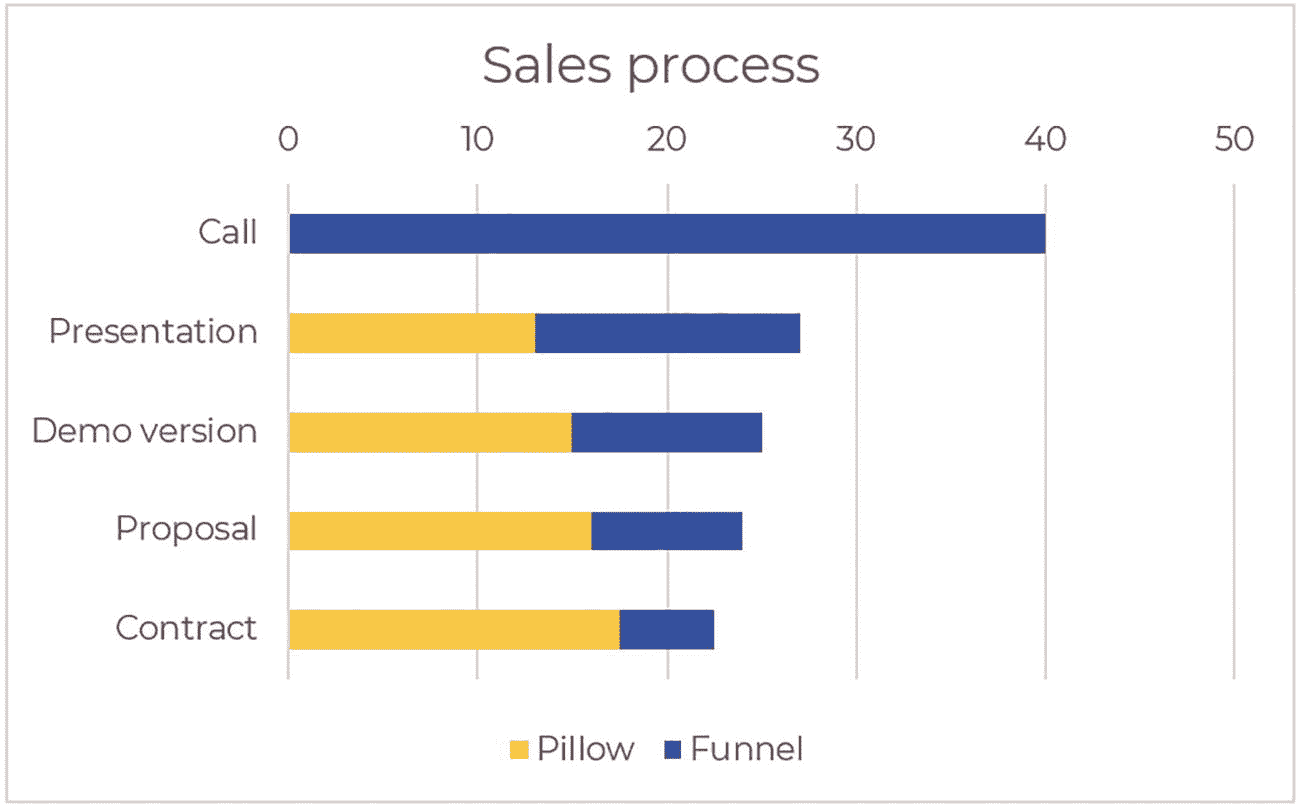 Sales process
0 10 20 30 40 50
Call
Presentation
Demo version
Proposal
Contract
Pillow Funnel